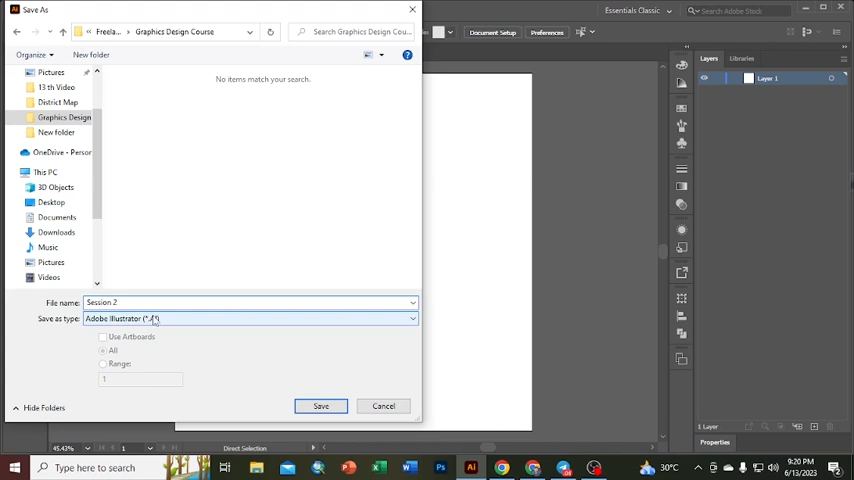 Save As
Freela...
Graphics Design Course
Search Graphics Design Cou...
Organize
New folder
Pictures
13 th Video
District Map
Graphics Design
New folder
OneDrive - Person
This PC
3D Objects
Desktop
Documents
Downloads
Music
Pictures
Videos
No items match your search.
File name:
Session 2
Save as type:
Adobe Illustrator (*.AI)
Use Artboards
All
Range:
1
Hide Folders
Save
Cancel
Essentials Classic
Search Adobe Stock
Document Setup
Preferences
Layers
Libraries
Layer 1
1 Layer
Properties
45.43%
1
Direct Selection
Type here to search
Ps
Ai
30°C
9:20 PM
6/13/2023
2